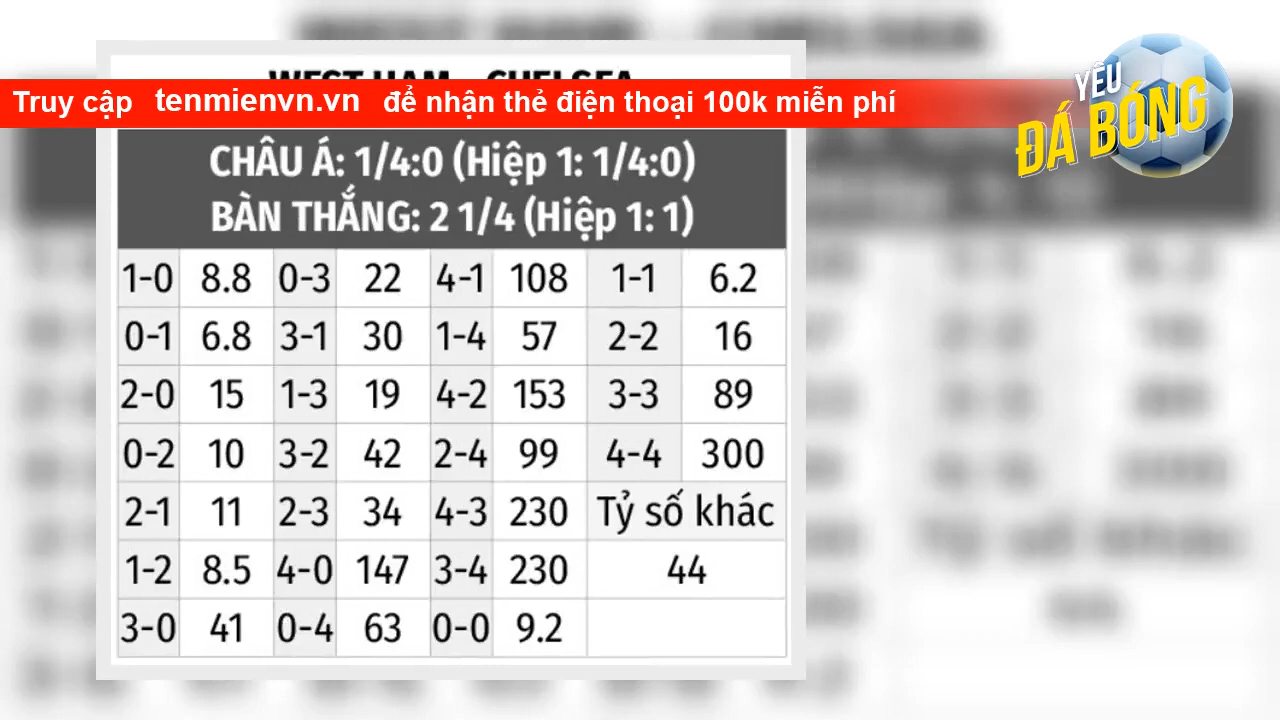 WEST HAM - CHELSEA
Truy cập tenmienvn.vn để nhận thẻ điện thoại 100k miễn phí
YÊU
ĐÁ BÓNG
CHÂU Á: 1/4:0 (Hiệp 1: 1/4:0)
BÀN THẮNG: 2 1/4 (Hiệp 1: 1)
1-0 8.8 0-3 22 4-1 108 1-1 6.2
0-1 6.8 3-1 30 1-4 57 2-2 16
2-0 15 1-3 19 4-2 153 3-3 89
0-2 10 3-2 42 2-4 99 4-4 300
2-1 11 2-3 34 4-3 230 Tỷ số khác
1-2 8.5 4-0 147 3-4 230 44
3-0 41 0-4 63 0-0 9.2